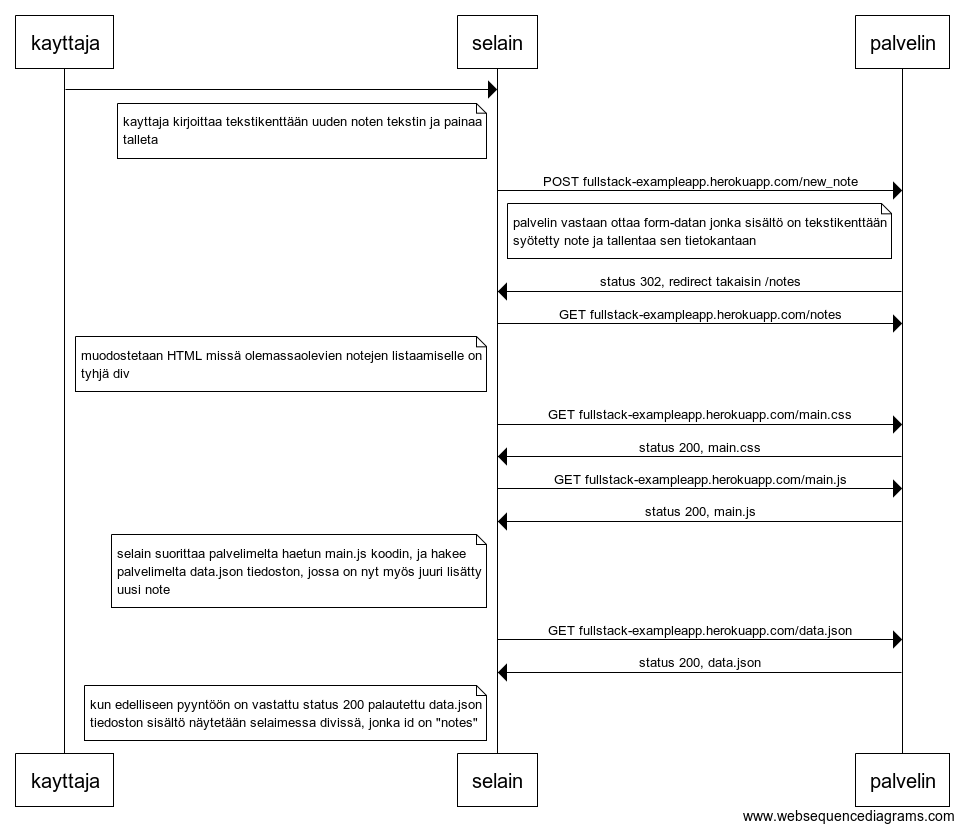 kayttaja
selain
palvelin
kayttaja kirjoittaa tekstikenttään uuden noten tekstin ja painaa
talleta
POST fullstack-exampleapp.herokuapp.com/new_note
palvelin vastaan ottaa form-datan jonka sisältö on tekstikenttään
syötetty note ja tallentaa sen tietokantaan
status 302, redirect takaisin /notes
GET fullstack-exampleapp.herokuapp.com/notes
muodostetaan HTML missä olemassaolevien notejen listaamiselle on
tyhjä div
GET fullstack-exampleapp.herokuapp.com/main.css
status 200, main.css
GET fullstack-exampleapp.herokuapp.com/main.js
status 200, main.js
selain suorittaa palvelimelta haetun main.js koodin, ja hakee
palvelimelta data.json tiedoston, jossa on nyt myös juuri lisätty
uusi note
GET fullstack-exampleapp.herokuapp.com/data.json
status 200, data.json
kun edelliseen pyyntöön on vastattu status 200 palautettu data.json
tiedoston sisältö näytetään selaimessa divissä, jonka id on "notes"
kayttaja
selain
palvelin
www.websequencediagrams.com